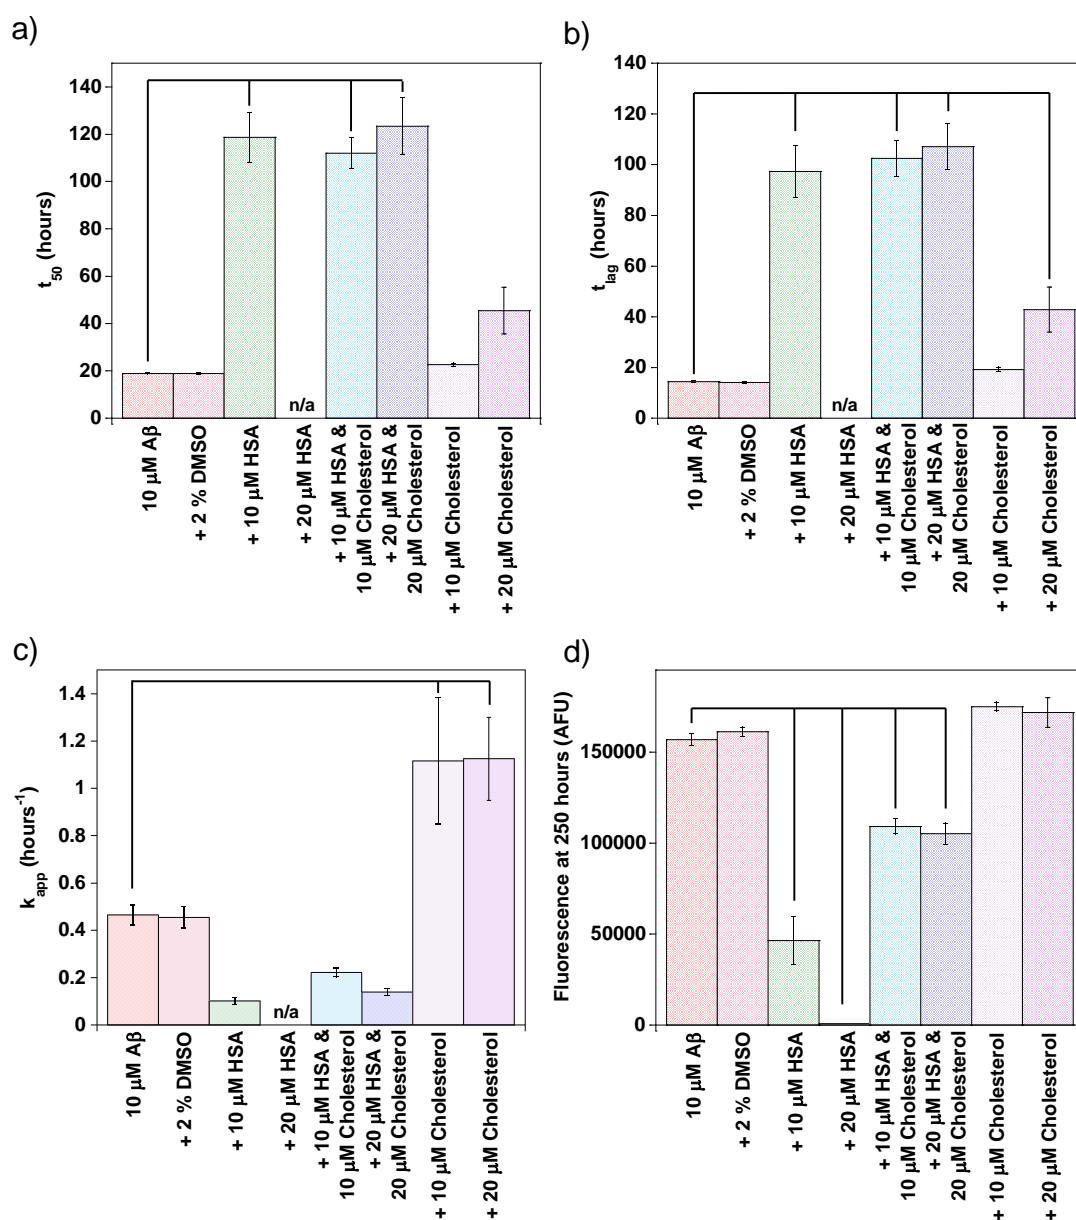 a)
t50 (hours)
140
120
100
80
60
40
20
0
n/a
10 μM Aβ
+ 2 % DMSO
+ 10 μM HSA
+ 20 μM HSA
+ 10 μM HSA &
10 μM Cholesterol
+ 20 μM HSA &
20 μM Cholesterol
+ 10 μM Cholesterol
+ 20 μM Cholesterol
b)
tlag (hours)
140
120
100
80
60
40
20
0
n/a
10 μM Aβ
+ 2 % DMSO
+ 10 μM HSA
+ 20 μM HSA
+ 10 μM HSA &
10 μM Cholesterol
+ 20 μM HSA &
20 μM Cholesterol
+ 10 μM Cholesterol
+ 20 μM Cholesterol
c)
kapp (hours-1)
1.4
1.2
1
0.8
0.6
0.4
0.2
0
n/a
10 μM Aβ
+ 2 % DMSO
+ 10 μM HSA
+ 20 μM HSA
+ 10 μM HSA &
10 μM Cholesterol
+ 20 μM HSA &
20 μM Cholesterol
+ 10 μM Cholesterol
+ 20 μM Cholesterol
d)
Fluorescence at 250 hours (AFU)
150000
100000
50000
0
10 μM Aβ
+ 2 % DMSO
+ 10 μM HSA
+ 20 μM HSA
+ 10 μM HSA &
10 μM Cholesterol
+ 20 μM HSA &
20 μM Cholesterol
+ 10 μM Cholesterol
+ 20 μM Cholesterol